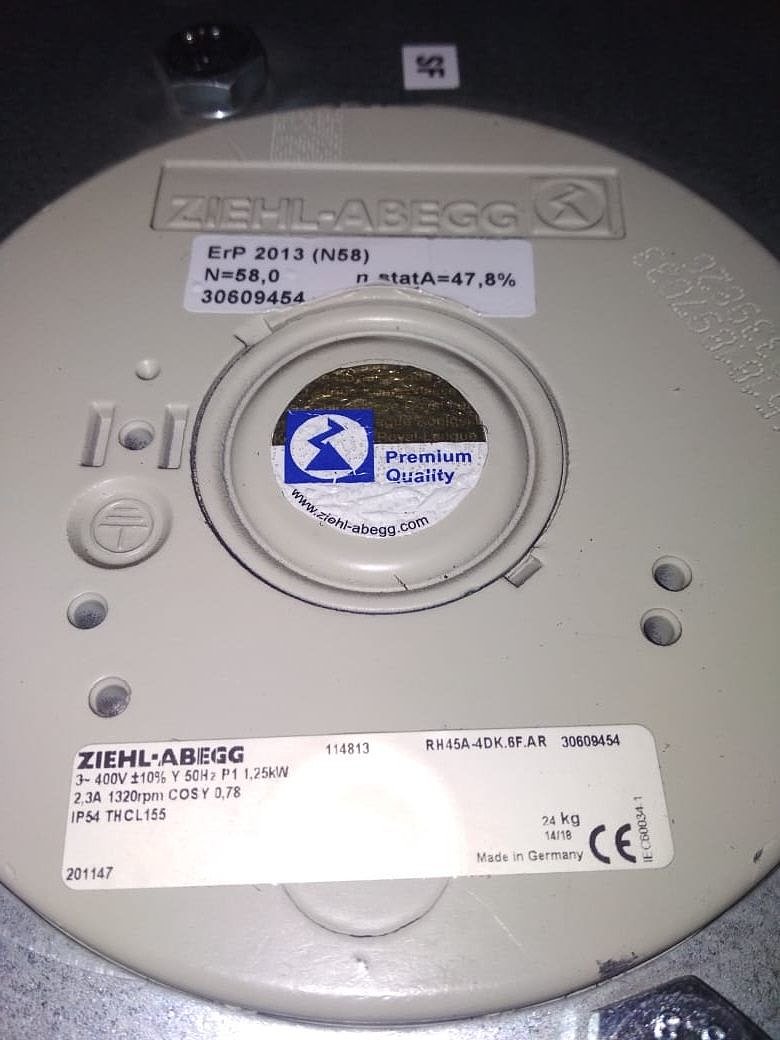 SF
ZIEHL-ABEGG
ErP 2013 (N58)
N=58,0 η statA=47,8%
30609454
Premium
Quality
www.ziehl-abegg.com
ZIEHL-ABEGG 114813 RH45A-4DK.6F.AR 30609454
3~ 400V ±10% Y 50Hz P1 1,25kW
2,3A 1320rpm COSY 0,78
IP54 THCL155
24 kg
14/18
Made in Germany CE
IEC60034-1
201147